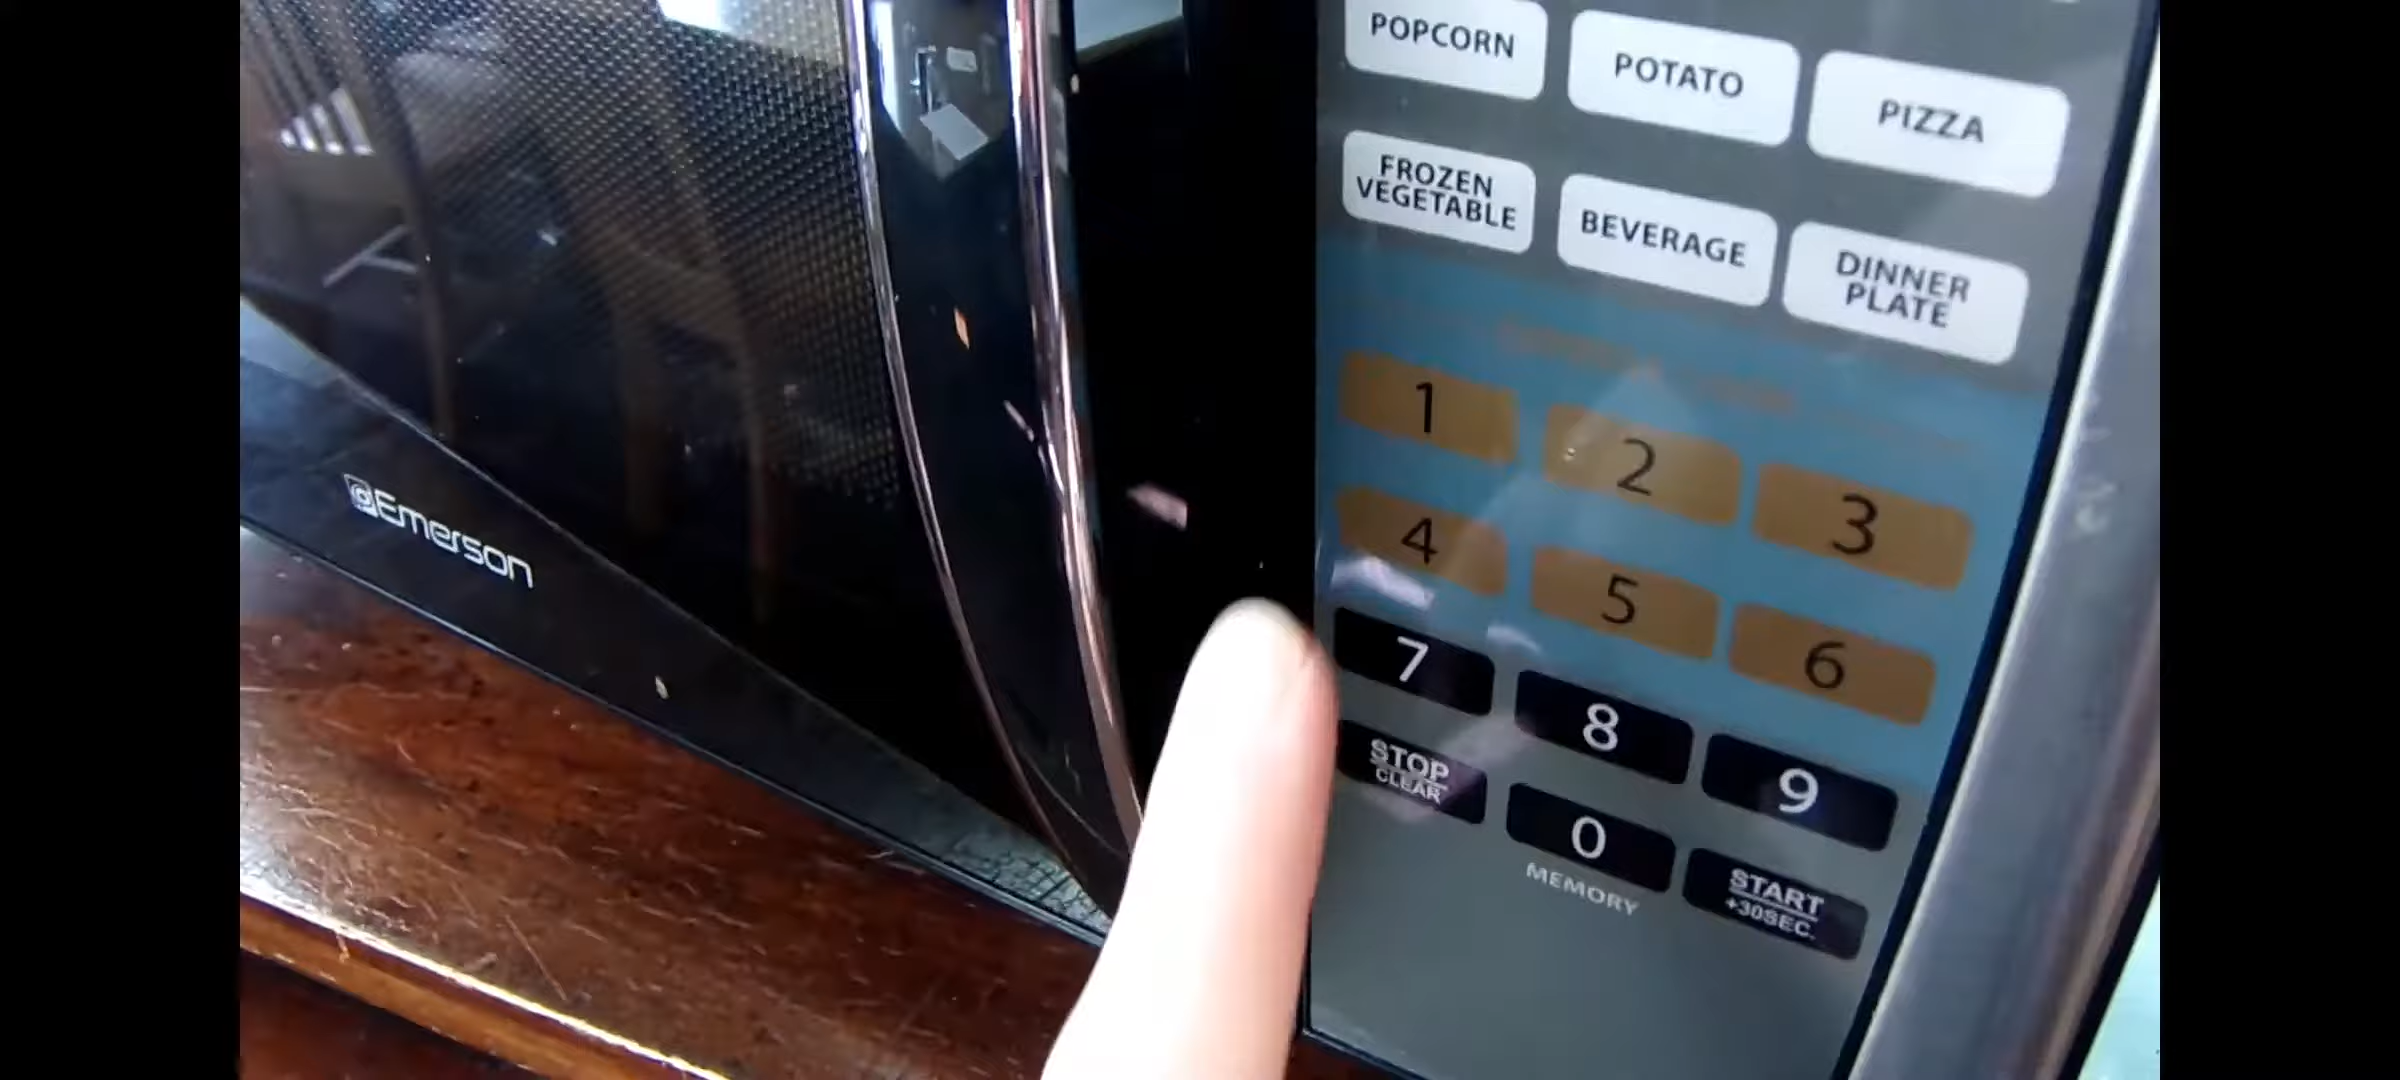 POPCORN
POTATO
PIZZA
FROZEN
VEGETABLE
BEVERAGE
DINNER
PLATE
1
2
3
4
5
6
7
8
9
STOP
CLEAR
0
START
+30SEC.
MEMORY
Emerson